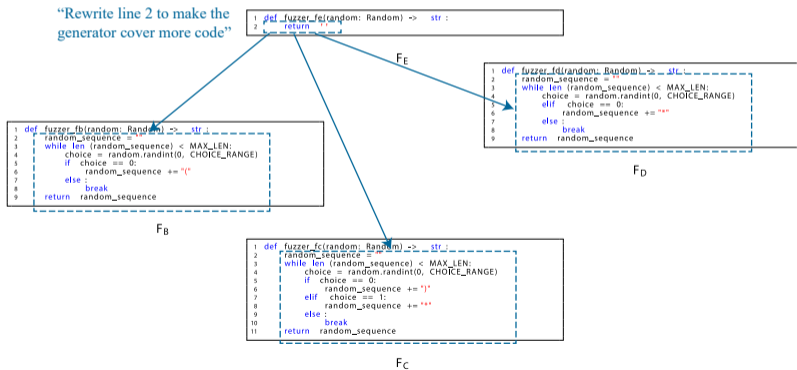 “Rewrite line 2 to make the
generator cover more code”
1 def fuzzer_fe(random: Random) -> str :
2 return ' '
F_E
1 def fuzzer_fd(random: Random) -> str :
2 random_sequence = ""
3 while len (random_sequence) < MAX_LEN:
4 choice = random.randint(0, CHOICE_RANGE)
5 elif choice == 0:
6 random_sequence += "*"
7 else :
8 break
9 return random_sequence
F_D
1 def fuzzer_fb(random: Random) -> str :
2 random_sequence =
3 while len (random_sequence) < MAX_LEN:
4 choice = random.randint(0, CHOICE_RANGE)
5 if choice == 0:
6 random_sequence += "("
7 else :
8 break
9 return random_sequence
F_B
1 def fuzzer_fc(random: Random) -> str :
2 random_sequence = ""
3 while len (random_sequence) < MAX_LEN:
4 choice = random.randint(0, CHOICE_RANGE)
5 if choice == 0:
6 random_sequence += ")"
7 elif choice == 1:
8 random_sequence += "*"
9 else :
10 break
11 return random_sequence
F_C